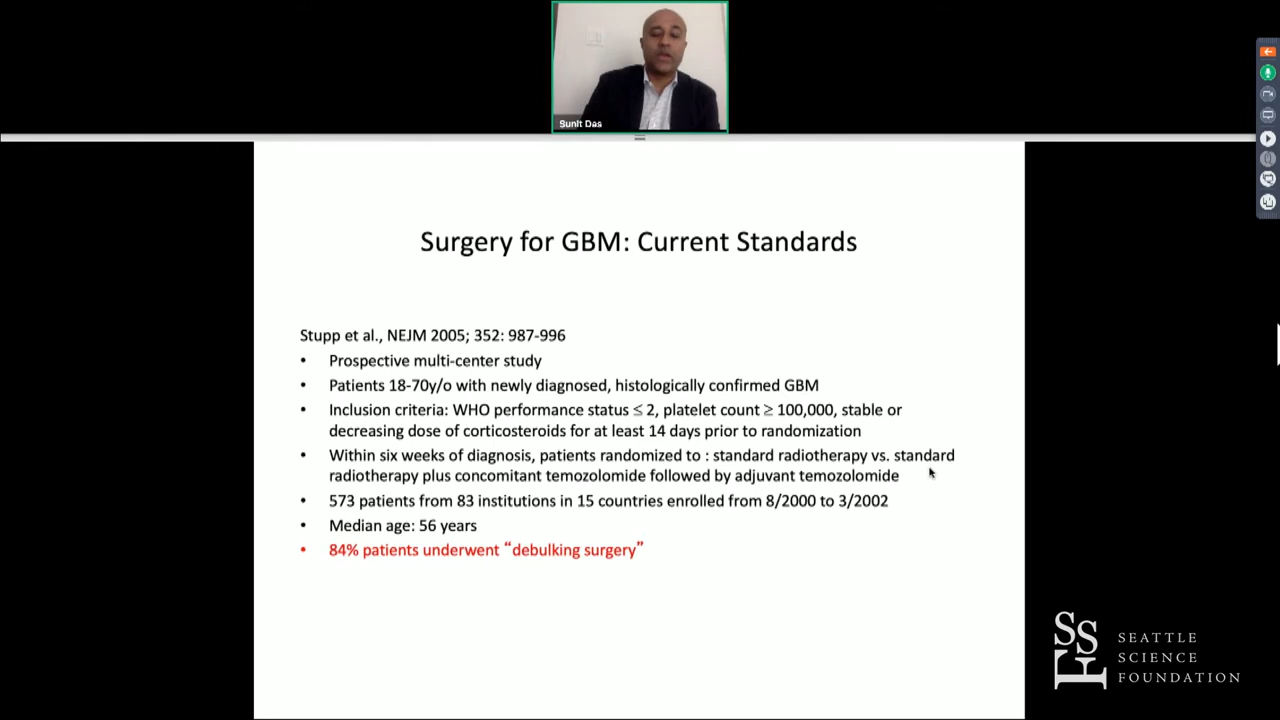 Sunit Das
Surgery for GBM: Current Standards
Stupp et al., NEJM 2005; 352: 987-996
• Prospective multi-center study
• Patients 18-70y/o with newly diagnosed, histologically confirmed GBM
• Inclusion criteria: WHO performance status ≤ 2, platelet count ≥ 100,000, stable or
decreasing dose of corticosteroids for at least 14 days prior to randomization
• Within six weeks of diagnosis, patients randomized to : standard radiotherapy vs. standard
radiotherapy plus concomitant temozolomide followed by adjuvant temozolomide
• 573 patients from 83 institutions in 15 countries enrolled from 8/2000 to 3/2002
• Median age: 56 years
• 84% patients underwent “debulking surgery”
SSF
SEATTLE
SCIENCE
FOUNDATION